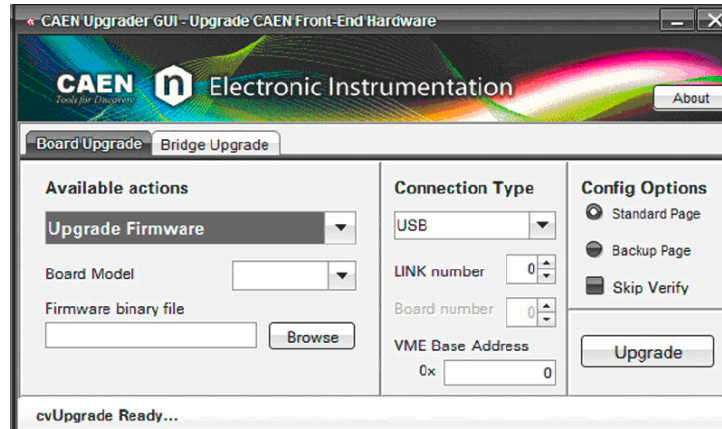 CAEN Upgrader GUI - Upgrade CAEN Front-End Hardware
CAEN
Tools for Discovery
n
Electronic Instrumentation
About
Board Upgrade
Bridge Upgrade
Available actions
Upgrade Firmware
Board Model
Firmware binary file
Browse
Connection Type
USB
LINK number
0
Board number
0
VME Base Address
0x
0
Config Options
Standard Page
Backup Page
Skip Verify
Upgrade
cvUpgrade Ready...